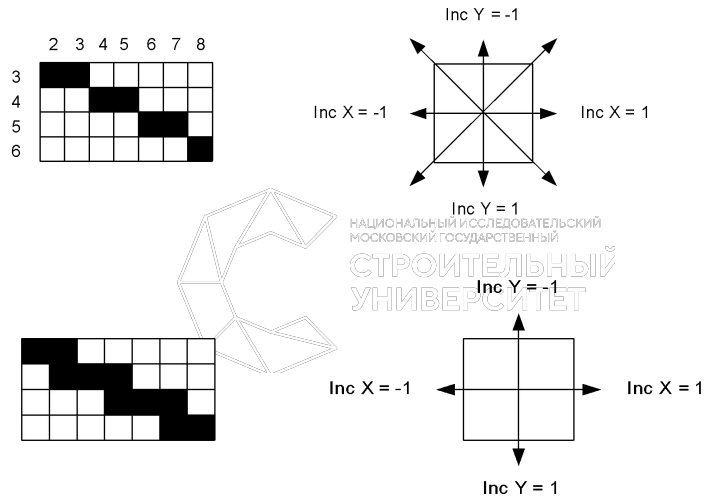 Inc Y = -1
2 3 4 5 6 7 8
3
4
5
6
Inc X = -1
Inc X = 1
Inc Y = 1
НАЦИОНАЛЬНЫЙ ИССЛЕДОВАТЕЛЬСКИЙ
МОСКОВСКИЙ ГОСУДАРСТВЕННЫЙ
СТРОИТЕЛЬНЫЙ
УНИВЕРСИТЕТ
Inc Y = -1
Inc X = -1
Inc X = 1
Inc Y = 1